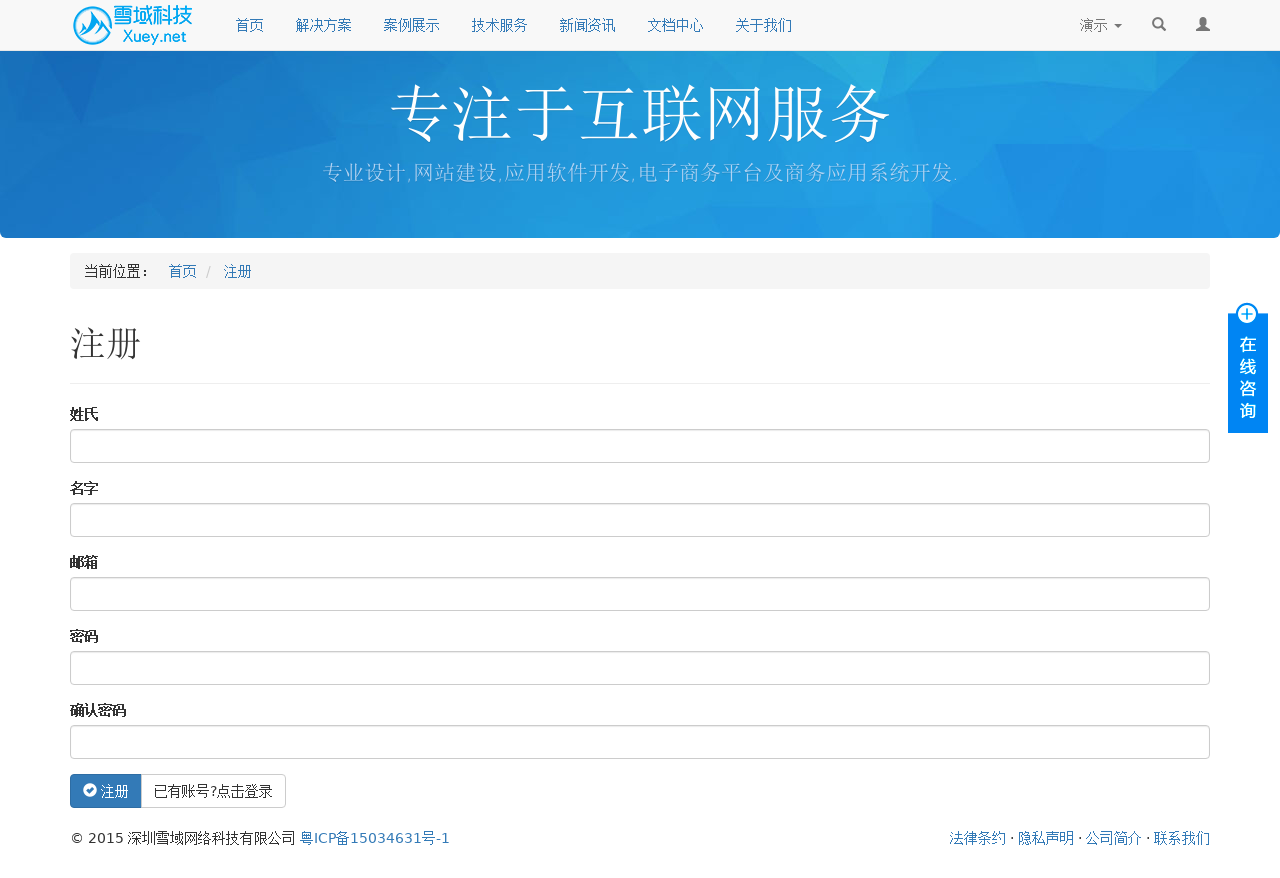 雪域科技
Xuey.net
首页 解决方案 案例展示 技术服务 新闻资讯 文档中心 关于我们 演示
专注于互联网服务
专业设计,网站建设,应用软件开发,电子商务平台及商务应用系统开发.
当前位置： 首页 / 注册
在线咨询
注册
姓氏
名字
邮箱
密码
确认密码
注册 已有账号?点击登录
© 2015 深圳雪域网络科技有限公司 粤ICP备15034631号-1 法律条约 · 隐私声明 · 公司简介 · 联系我们